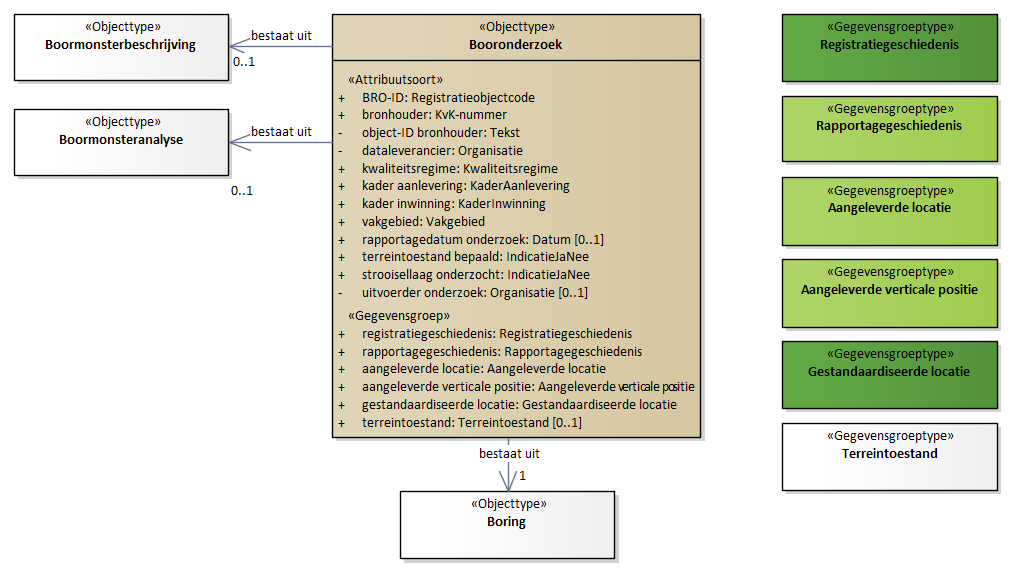 «Objecttype»
Boormonsterbeschrijving
bestaat uit
0..1
«Objecttype»
Boormonsteranalyse
bestaat uit
0..1
«Objecttype»
Booronderzoek
«Attribuutsoort»
+ BRO-ID: Registratieobjectcode
+ bronhouder: KvK-nummer
- object-ID bronhouder: Tekst
- dataleverancier: Organisatie
+ kwaliteitsregime: Kwaliteitsregime
+ kader aanlevering: KaderAanlevering
+ kader inwinning: KaderInwinning
+ vakgebied: Vakgebied
+ rapportagedatum onderzoek: Datum [0..1]
+ terreintoestand bepaald: IndicatieJaNee
+ strooisellaag onderzocht: IndicatieJaNee
- uitvoerder onderzoek: Organisatie [0..1]
«Gegevensgroep»
+ registratiegeschiedenis: Registratiegeschiedenis
+ rapportagegeschiedenis: Rapportagegeschiedenis
+ aangeleverde locatie: Aangeleverde locatie
+ aangeleverde verticale positie: Aangeleverde verticale positie
+ gestandaardiseerde locatie: Gestandaardiseerde locatie
+ terreintoestand: Terreintoestand [0..1]
bestaat uit
1
«Objecttype»
Boring
«Gegevensgroeptype»
Registratiegeschiedenis
«Gegevensgroeptype»
Rapportagegeschiedenis
«Gegevensgroeptype»
Aangeleverde locatie
«Gegevensgroeptype»
Aangeleverde verticale positie
«Gegevensgroeptype»
Gestandaardiseerde locatie
«Gegevensgroeptype»
Terreintoestand